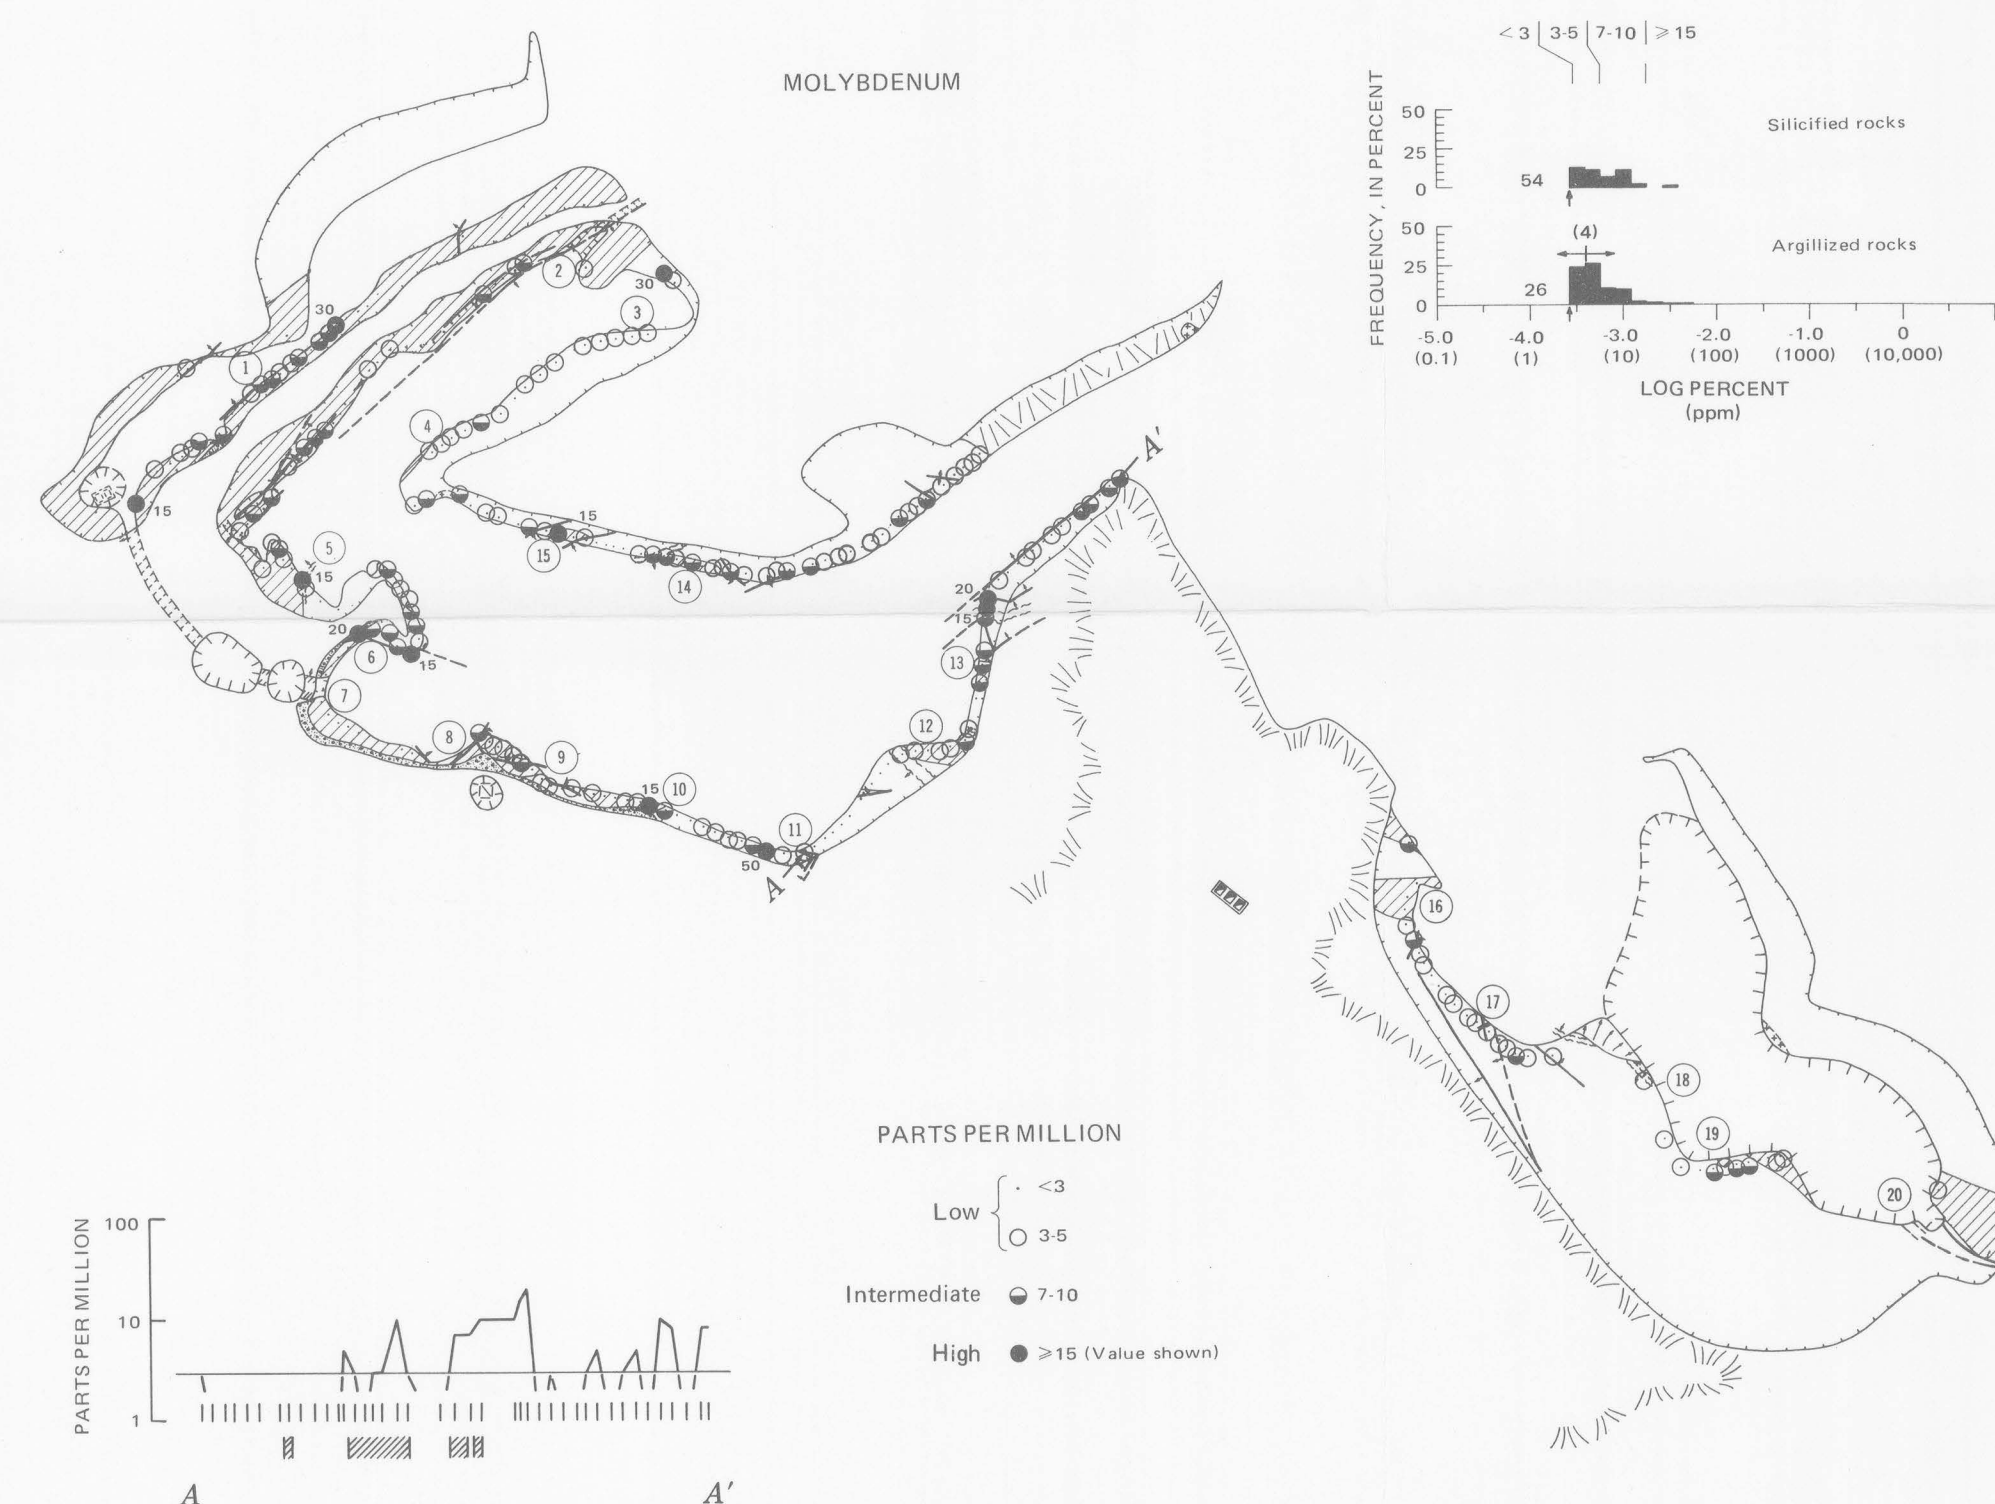 MOLYBDENUM
< 3 3-5 7-10 ⩾ 15
FREQUENCY, IN PERCENT
50
25
0
54
Silicified rocks
50
25
0
26
(4)
Argillized rocks
-5.0 -4.0 -3.0 -2.0 -1.0 0
(0.1) (1) (10) (100) (1000) (10,000)
LOG PERCENT
(ppm)
30
1
2
30
3
4
15
5
15
20
6
15
7
8
9
15
10
11
50
A
12
13
20
15
A′
15
15
14
16
17
18
19
20
PARTS PER MILLION
Low
<3
3-5
Intermediate 7-10
High ⩾15 (Value shown)
PARTS PER MILLION
100
10
1
A A′